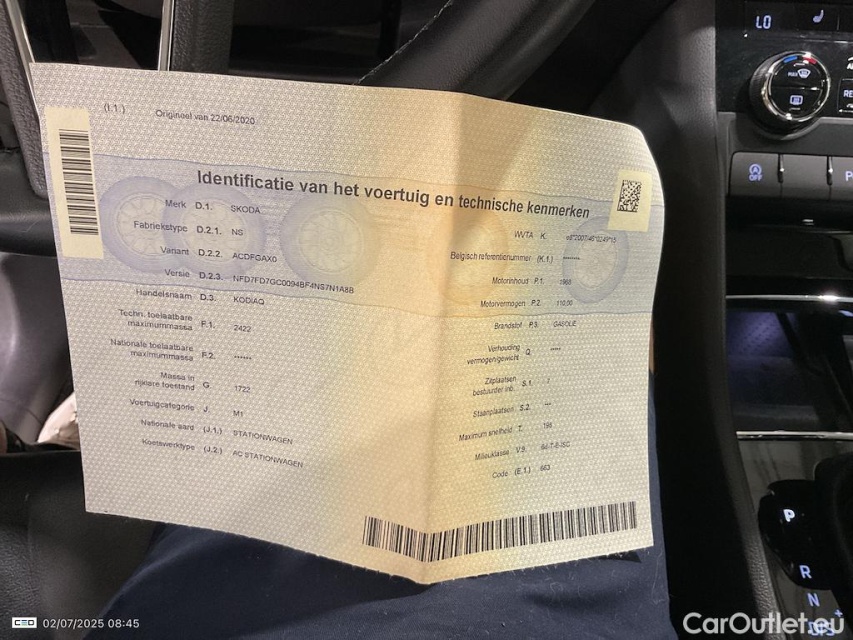 (I.1.) Origineel van 22/06/2020
Identificatie van het voertuig en technische kenmerken
Merk D.1. SKODA
Fabriekstype D.2.1. NS
Variant D.2.2. ACDFGAX0
Versie D.2.3. NFD7FD7GC0094BF4NS7N1A8B
Handelsnaam D.3. KODIAQ
Techn. toelaatbare
maximummassa F.1. 2422
Nationale toelaatbare
maximummassa F.2. ******
Massa in
rijklare toestand G. 1722
Voertuigcategorie J. M1
Nationale aard (J.1.) STATIONWAGEN
Koetswerktype (J.2.) AC STATIONWAGEN
WVTA K.
Belgisch referentienummer (K.1.) ********
Motorinhoud P.1. 1968
Motorvermogen P.2. 110,00
Brandstof P.3. GASOLIE
Verhouding
vermogen/gewicht Q. *****
Zitplaatsen
bestuurder inb. S.1. 7
Staanplaatsen S.2. ***
Maximum snelheid T. 195
Milieuklasse V.9.
Code (E.1.) 663
LO
MAX
OFF
P
R
N
CED 02/07/2025 08:45
CarOutlet.eu